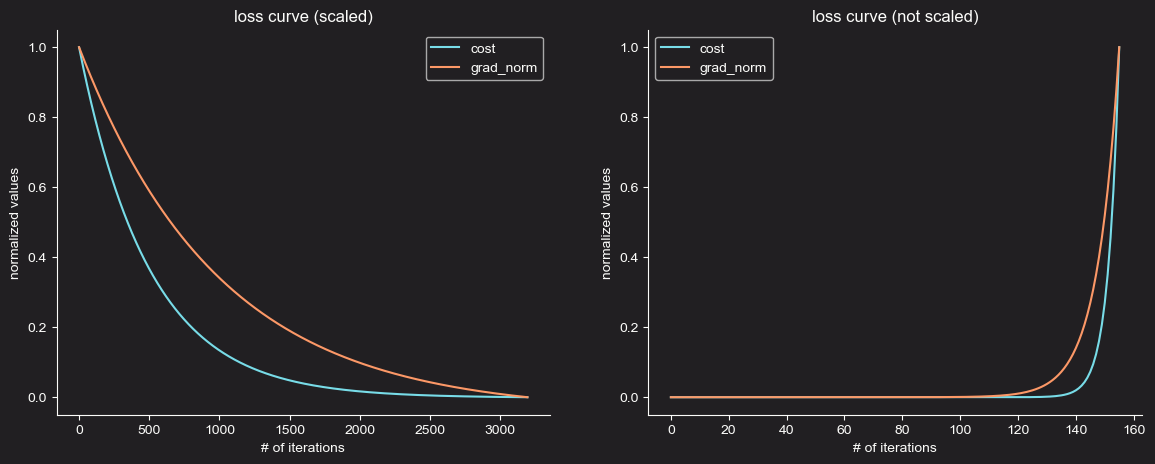 loss curve (scaled)
cost
grad_norm
normalized values
1.0
0.8
0.6
0.4
0.2
0.0
0 500 1000 1500 2000 2500 3000
# of iterations
loss curve (not scaled)
cost
grad_norm
normalized values
1.0
0.8
0.6
0.4
0.2
0.0
0 20 40 60 80 100 120 140 160
# of iterations